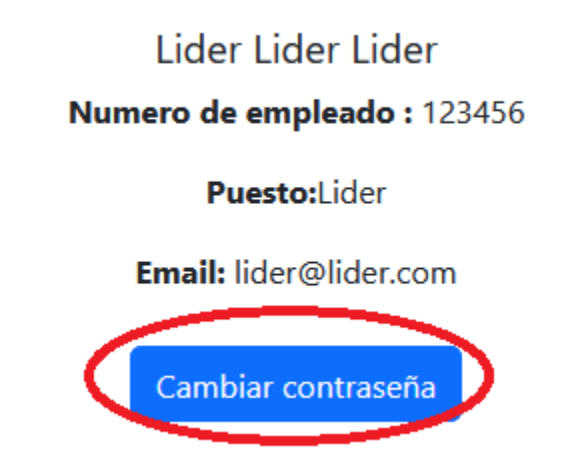 Lider Lider Lider
Numero de empleado : 123456
Puesto:Lider
Email: lider@lider.com
Cambiar contraseña